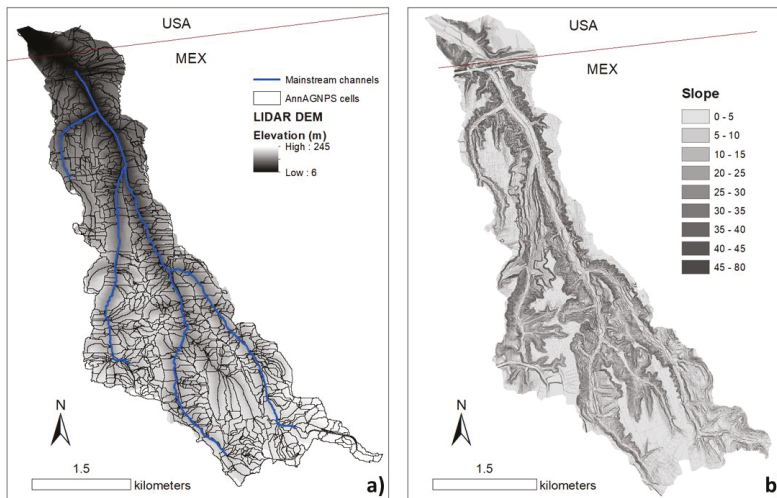 USA
MEX
Mainstream channels
AnnAGNPS cells
LIDAR DEM
Elevation (m)
High : 245
Low : 6
N
1.5
kilometers
a)
USA
MEX
Slope
0 - 5
5 - 10
10 - 15
20 - 25
25 - 30
30 - 35
35 - 40
40 - 45
45 - 80
N
1.5
kilometers
b)